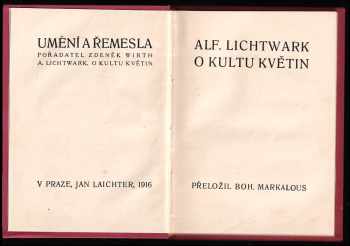 UMĚNÍ A ŘEMESLA
POŘADATEL ZDENĚK WIRTH
A. LICHTWARK, O KULTU KVĚTIN
V PRAZE, JAN LAICHTER, 1916
ALF. LICHTWARK
O KULTU KVĚTIN
PŘELOŽIL BOH. MARKALOUS